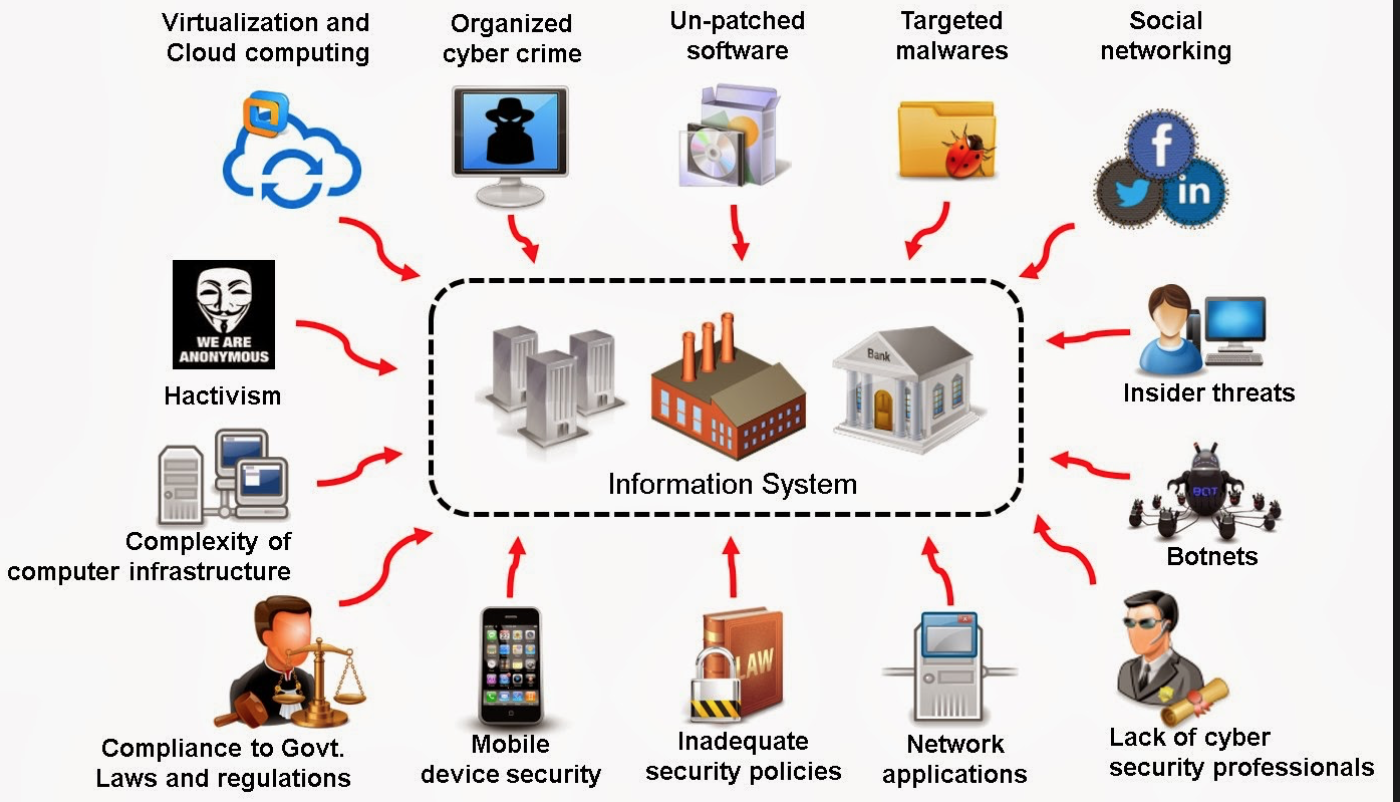 Virtualization and
Cloud computing
Organized
cyber crime
Un-patched
software
Targeted
malwares
Social
networking
f
in
WE ARE
ANONYMOUS
Hactivism
Bank
Information System
Insider threats
BOT
Botnets
Complexity of
computer infrastructure
LAW
Compliance to Govt.
Laws and regulations
Mobile
device security
Inadequate
security policies
Network
applications
Lack of cyber
security professionals